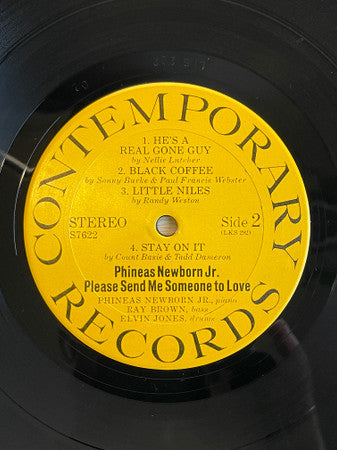 CONTEMPORARY
1. HE'S A
REAL GONE GUY
by Nellie Lutcher
2. BLACK COFFEE
by Sonny Burke & Paul Francis Webster
3. LITTLE NILES
by Randy Weston
STEREO
S7622
Side 2
(LKS 292)
4. STAY ON IT
by Count Basie & Todd Dameron
Phineas Newborn Jr.
Please Send Me Someone to Love
PHINEAS NEWBORN JR., piano
RAY BROWN, bass
ELVIN JONES, drums
RECORDS